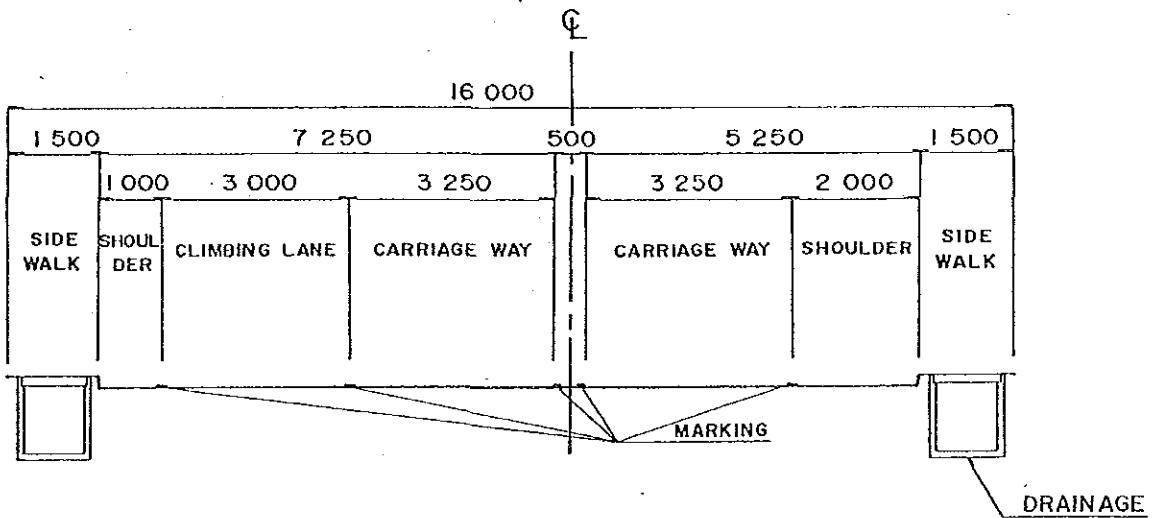 ℄
16 000
1 500 7 250 500 5 250 1 500
1 000 3 000 3 250 3 250 2 000
SIDE WALK
SHOUL DER
CLIMBING LANE
CARRIAGE WAY
CARRIAGE WAY
SHOULDER
SIDE WALK
MARKING
DRAINAGE